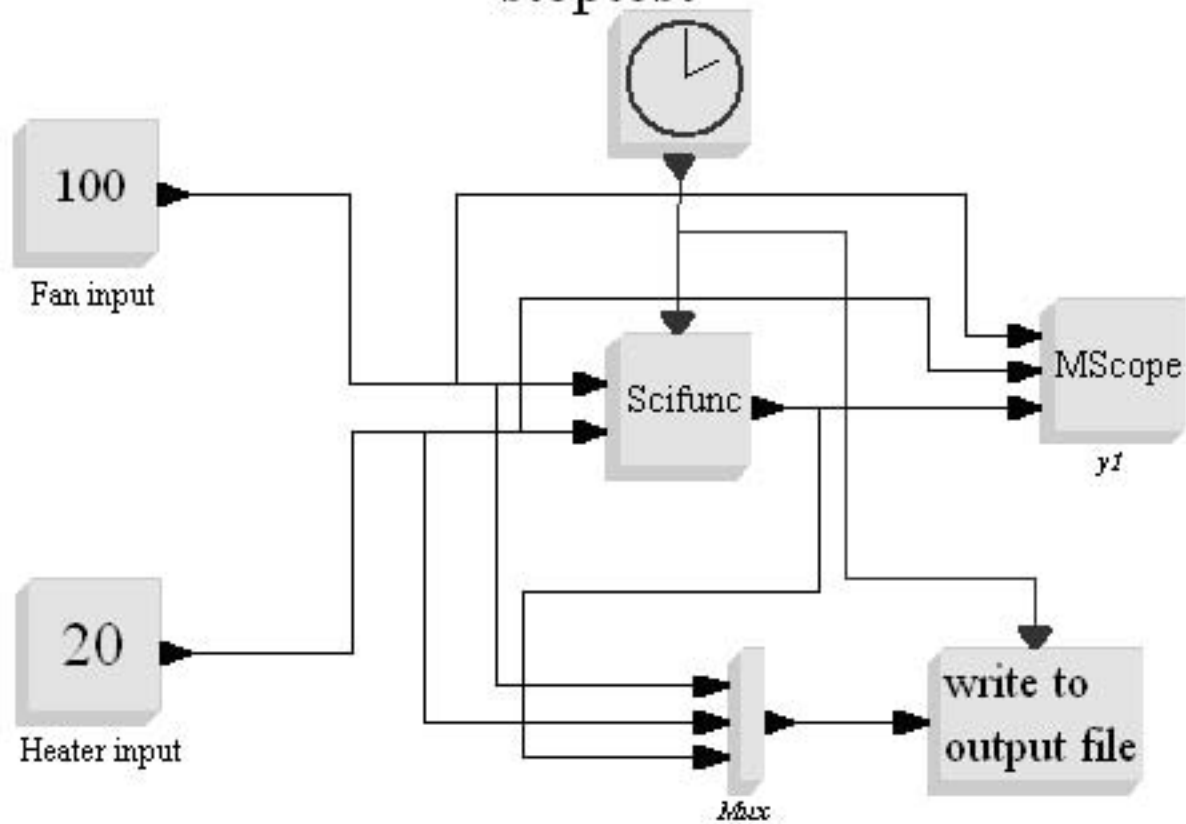 100
Fan input
Scifunc
MScope
y1
20
Heater input
write to
output file
Mux